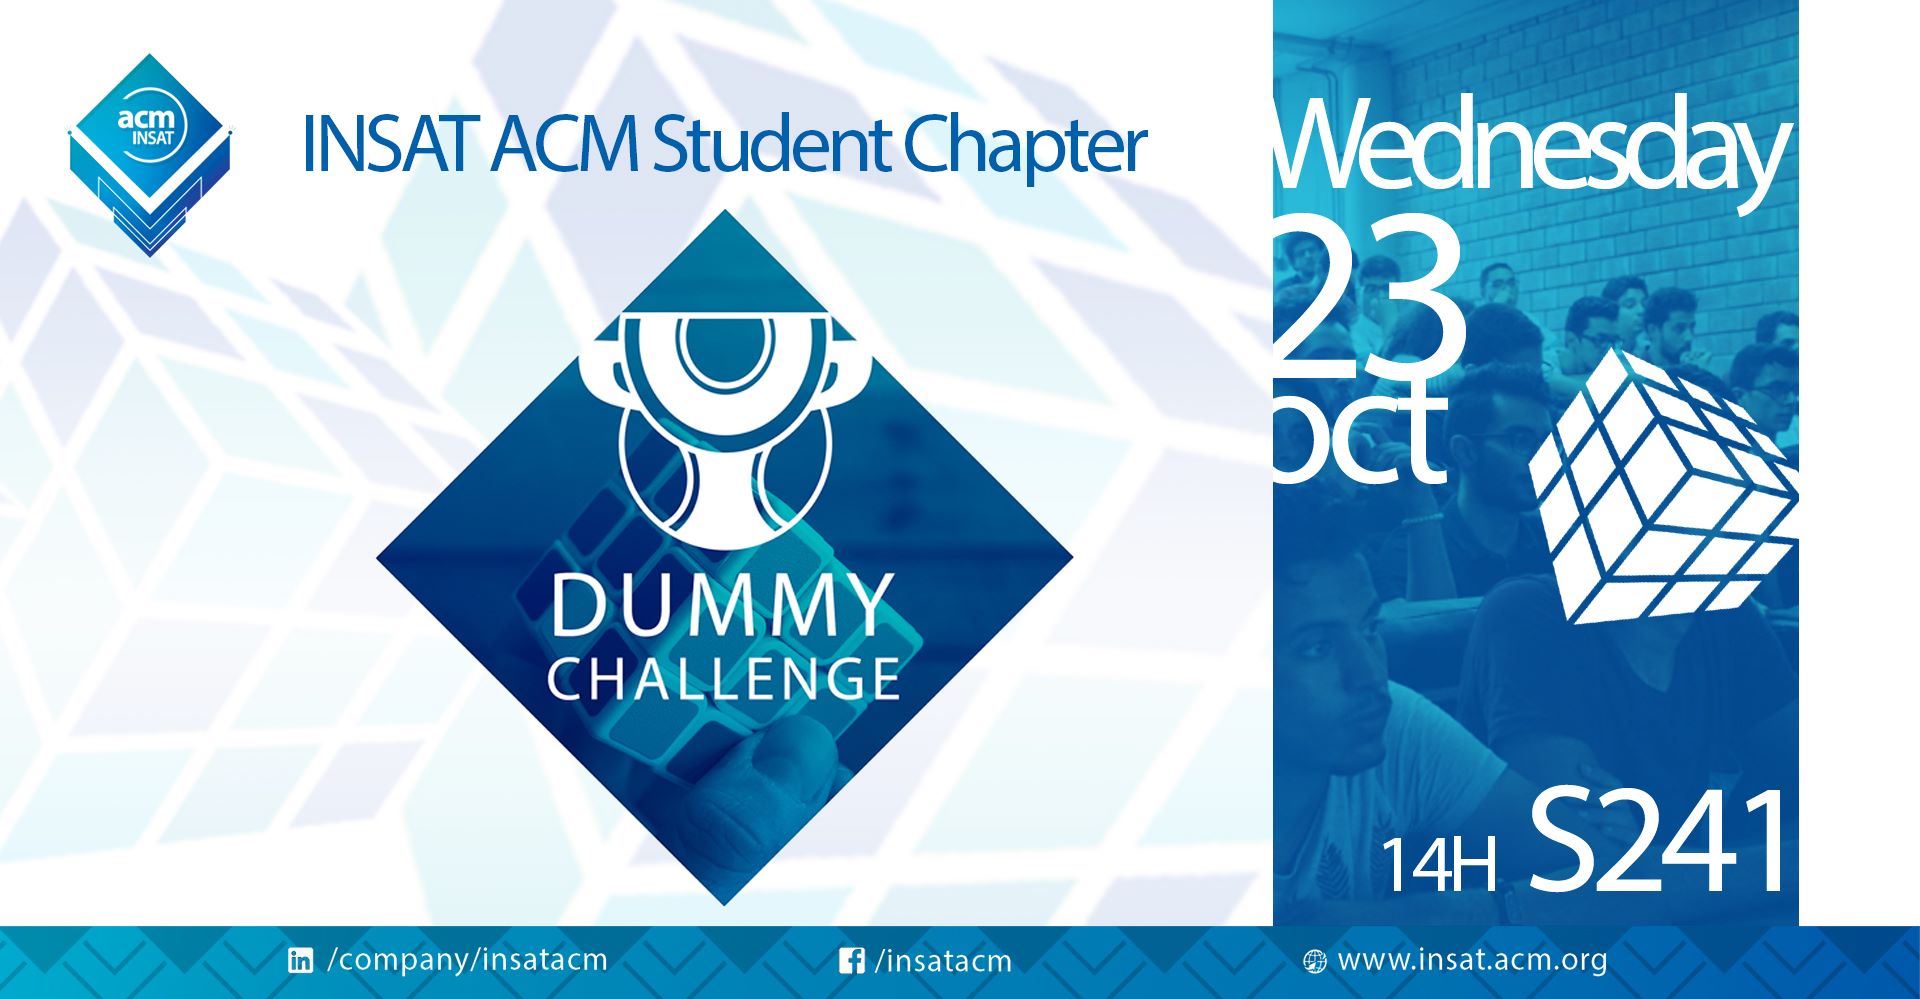 acm
INSAT
INSAT ACM Student Chapter
DUMMY
CHALLENGE
Wednesday
23
oct
14H S241
/company/insatacm
/insatacm
www.insat.acm.org